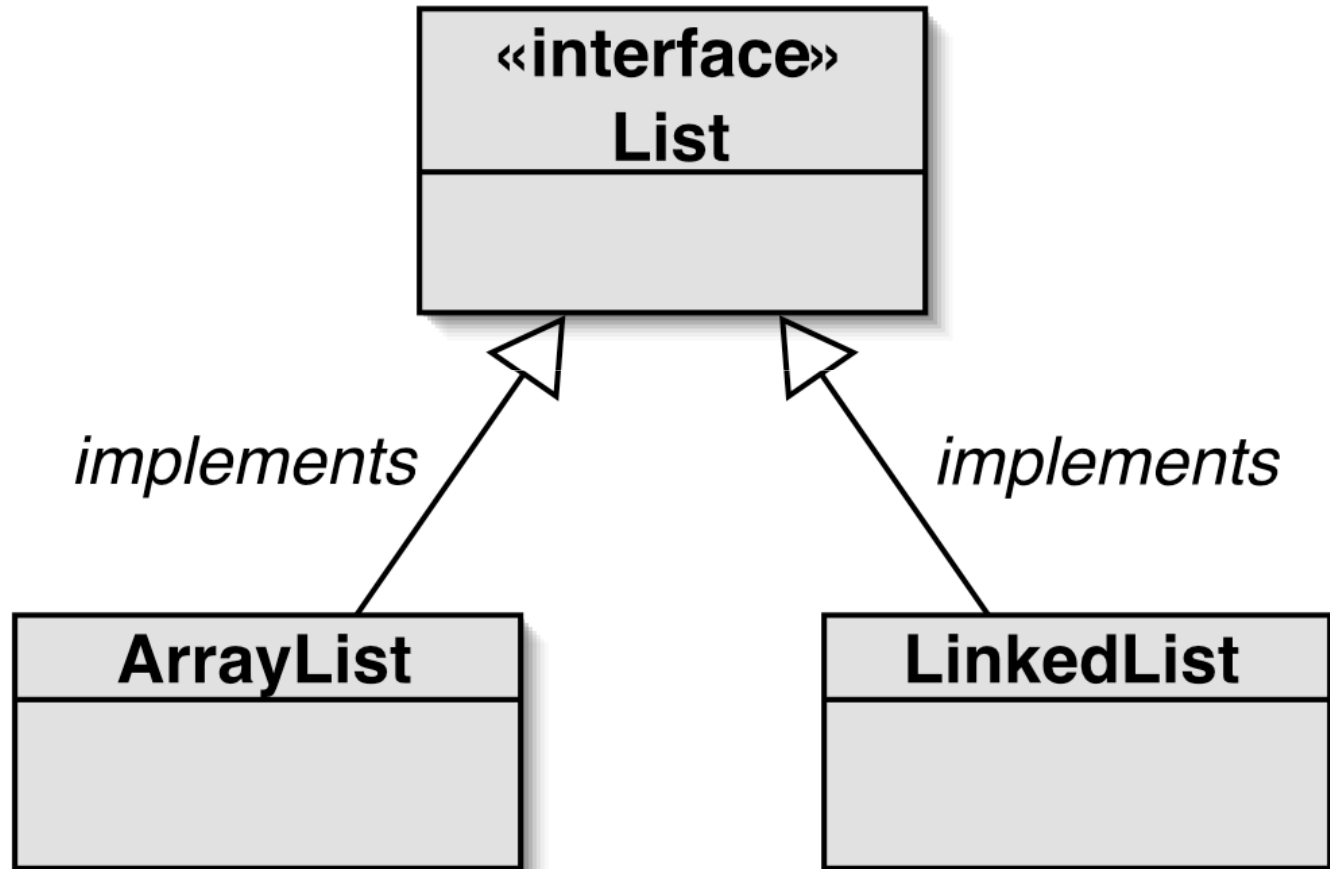 «interface»
List
implements
implements
ArrayList
LinkedList